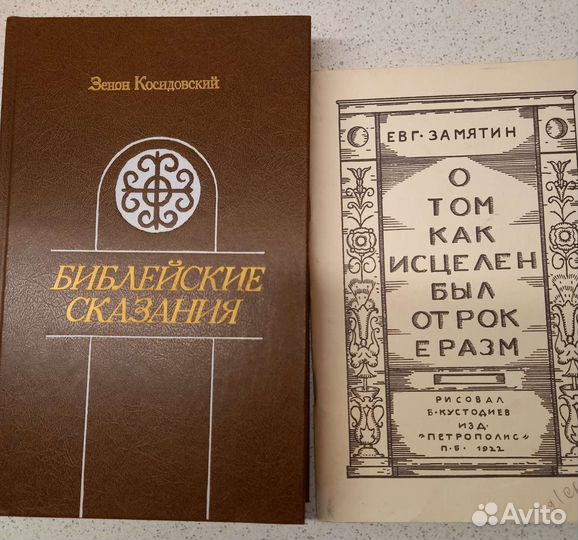 Зенон Косидовский
БИБЛЕЙСКИЕ
СКАЗАНИЯ
ЕВГ. ЗАМЯТИН
О
ТОМ
КАК
ИСЦЕЛЕН
БЫЛ
ОТРОК
ЕРАЗМ
РИСОВАЛ
Б. КУСТОДИЕВ
ИЗД.
"ПЕТРОПОЛИС"
П. Б. 1922
Avito